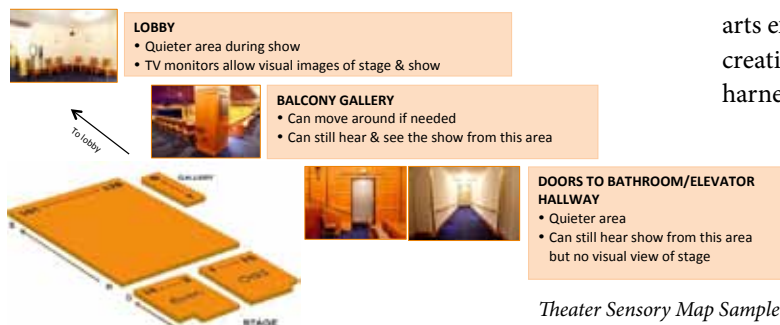 LOBBY
• Quieter area during show
• TV monitors allow visual images of stage & show
arts e
creati
harne
BALCONY GALLERY
• Can move around if needed
• Can still hear & see the show from this area
To lobby
GALLERY
DOORS TO BATHROOM/ELEVATOR
HALLWAY
• Quieter area
• Can still hear show from this area
but no visual view of stage
STAGE
Theater Sensory Map Sample